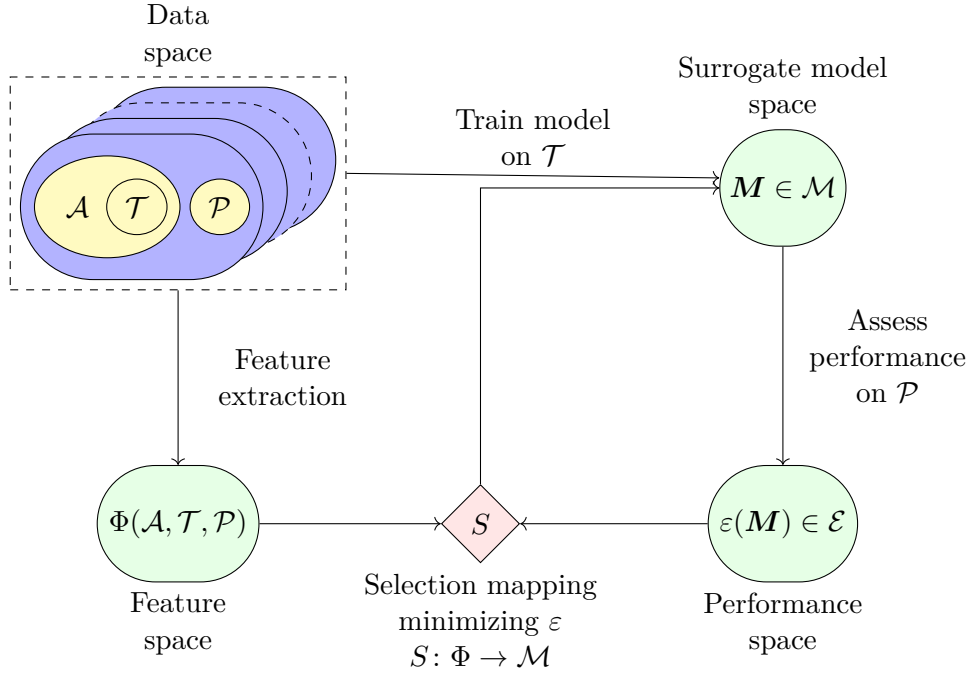 Data
space
Surrogate model
space
Train model
on 𝒯
𝒜 𝒯 𝒫
𝑴 ∈ ℳ
Feature
extraction
Assess
performance
on 𝒫
Φ(𝒜, 𝒯, 𝒫)
S
ε(𝑴) ∈ ℰ
Feature
space
Selection mapping
minimizing ε
S: Φ → ℳ
Performance
space